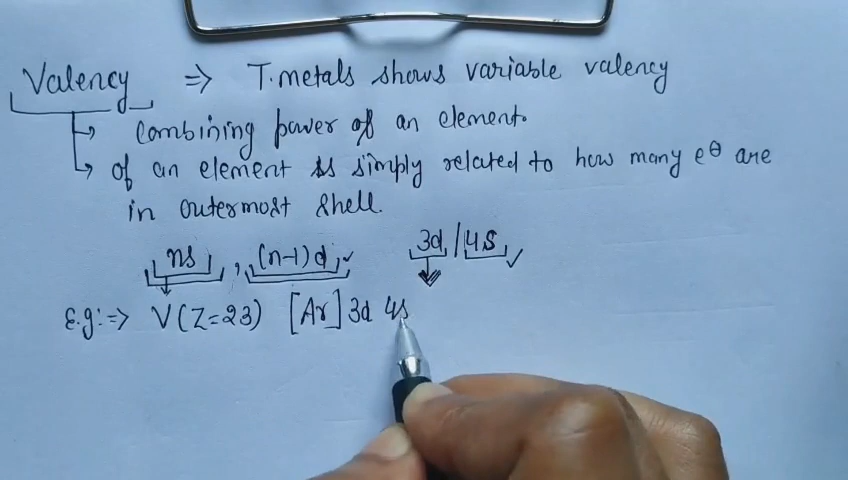 Valency => T.metals shows variable valency
combining power of an element.
of an element is simply related to how many e⊖ are
in outermost shell.
ns , (n-1)d ✓ 3d / 4s ✓
E.g:=> V(Z=23) [Ar] 3d 4s